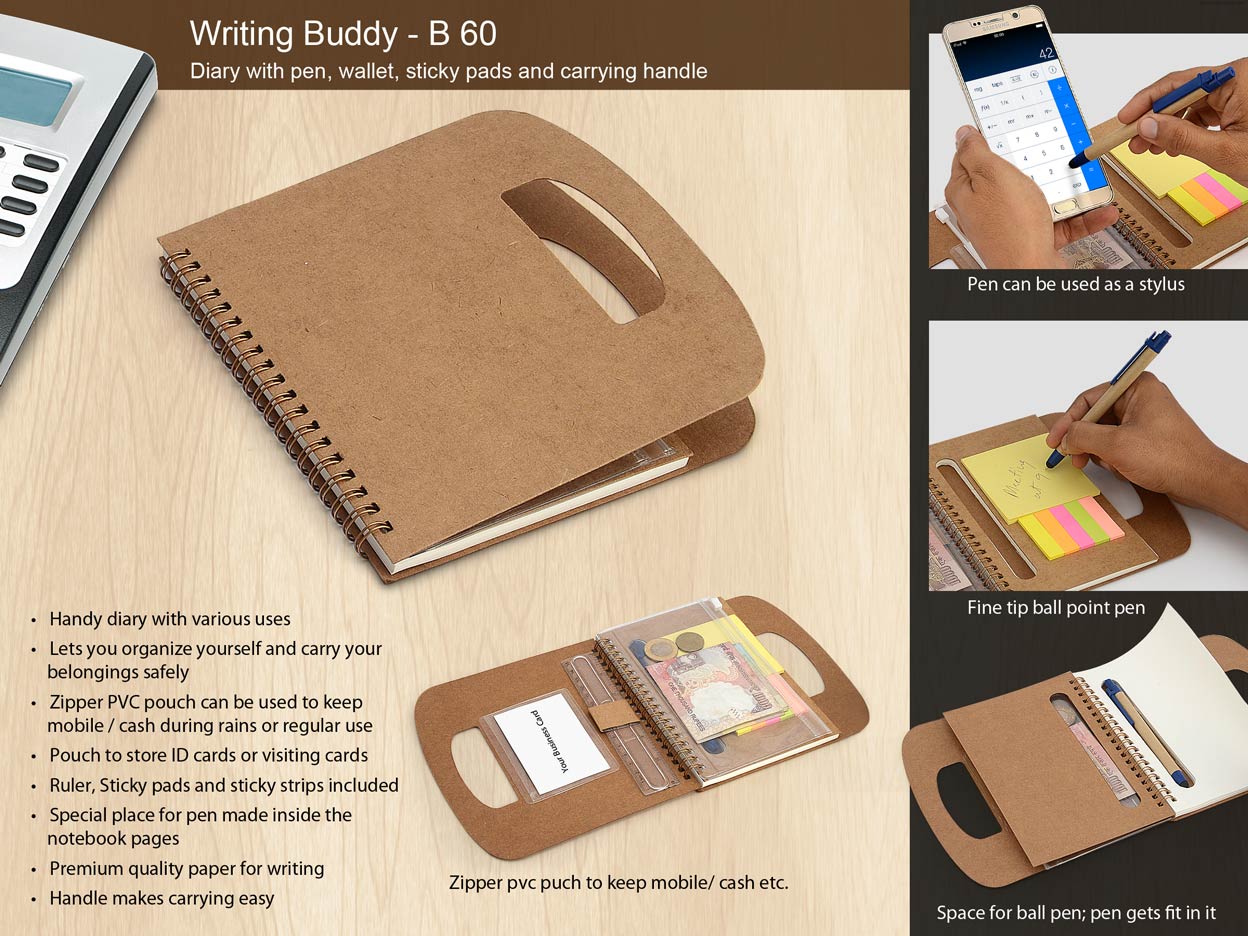 Writing Buddy - B 60
Diary with pen, wallet, sticky pads and carrying handle
• Handy diary with various uses
• Lets you organize yourself and carry your
belongings safely
• Zipper PVC pouch can be used to keep
mobile / cash during rains or regular use
• Pouch to store ID cards or visiting cards
• Ruler, Sticky pads and sticky strips included
• Special place for pen made inside the
notebook pages
• Premium quality paper for writing
• Handle makes carrying easy
Your Business Card
Zipper pvc puch to keep mobile/ cash etc.
SAMSUNG
42
Pen can be used as a stylus
Meeting
at 9
Fine tip ball point pen
Space for ball pen; pen gets fit in it